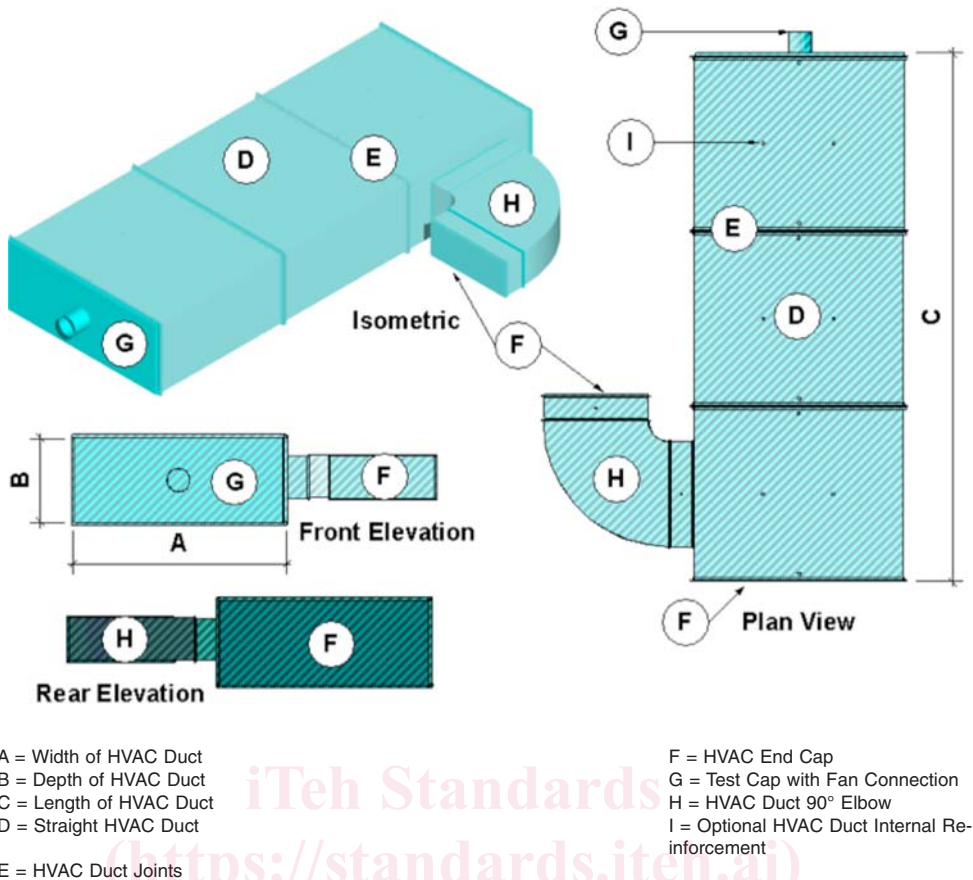 G
I
D
E
H
E
G
Isometric
F
D
C
H
B
G
F
Front Elevation
A
F
Plan View
H
F
Rear Elevation
A = Width of HVAC Duct
B = Depth of HVAC Duct
C = Length of HVAC Duct
D = Straight HVAC Duct
E = HVAC Duct Joints
F = HVAC End Cap
G = Test Cap with Fan Connection
H = HVAC Duct 90° Elbow
I = Optional HVAC Duct Internal Re-
inforcement
iTeh Standards
(https://standards.iteh.ai)